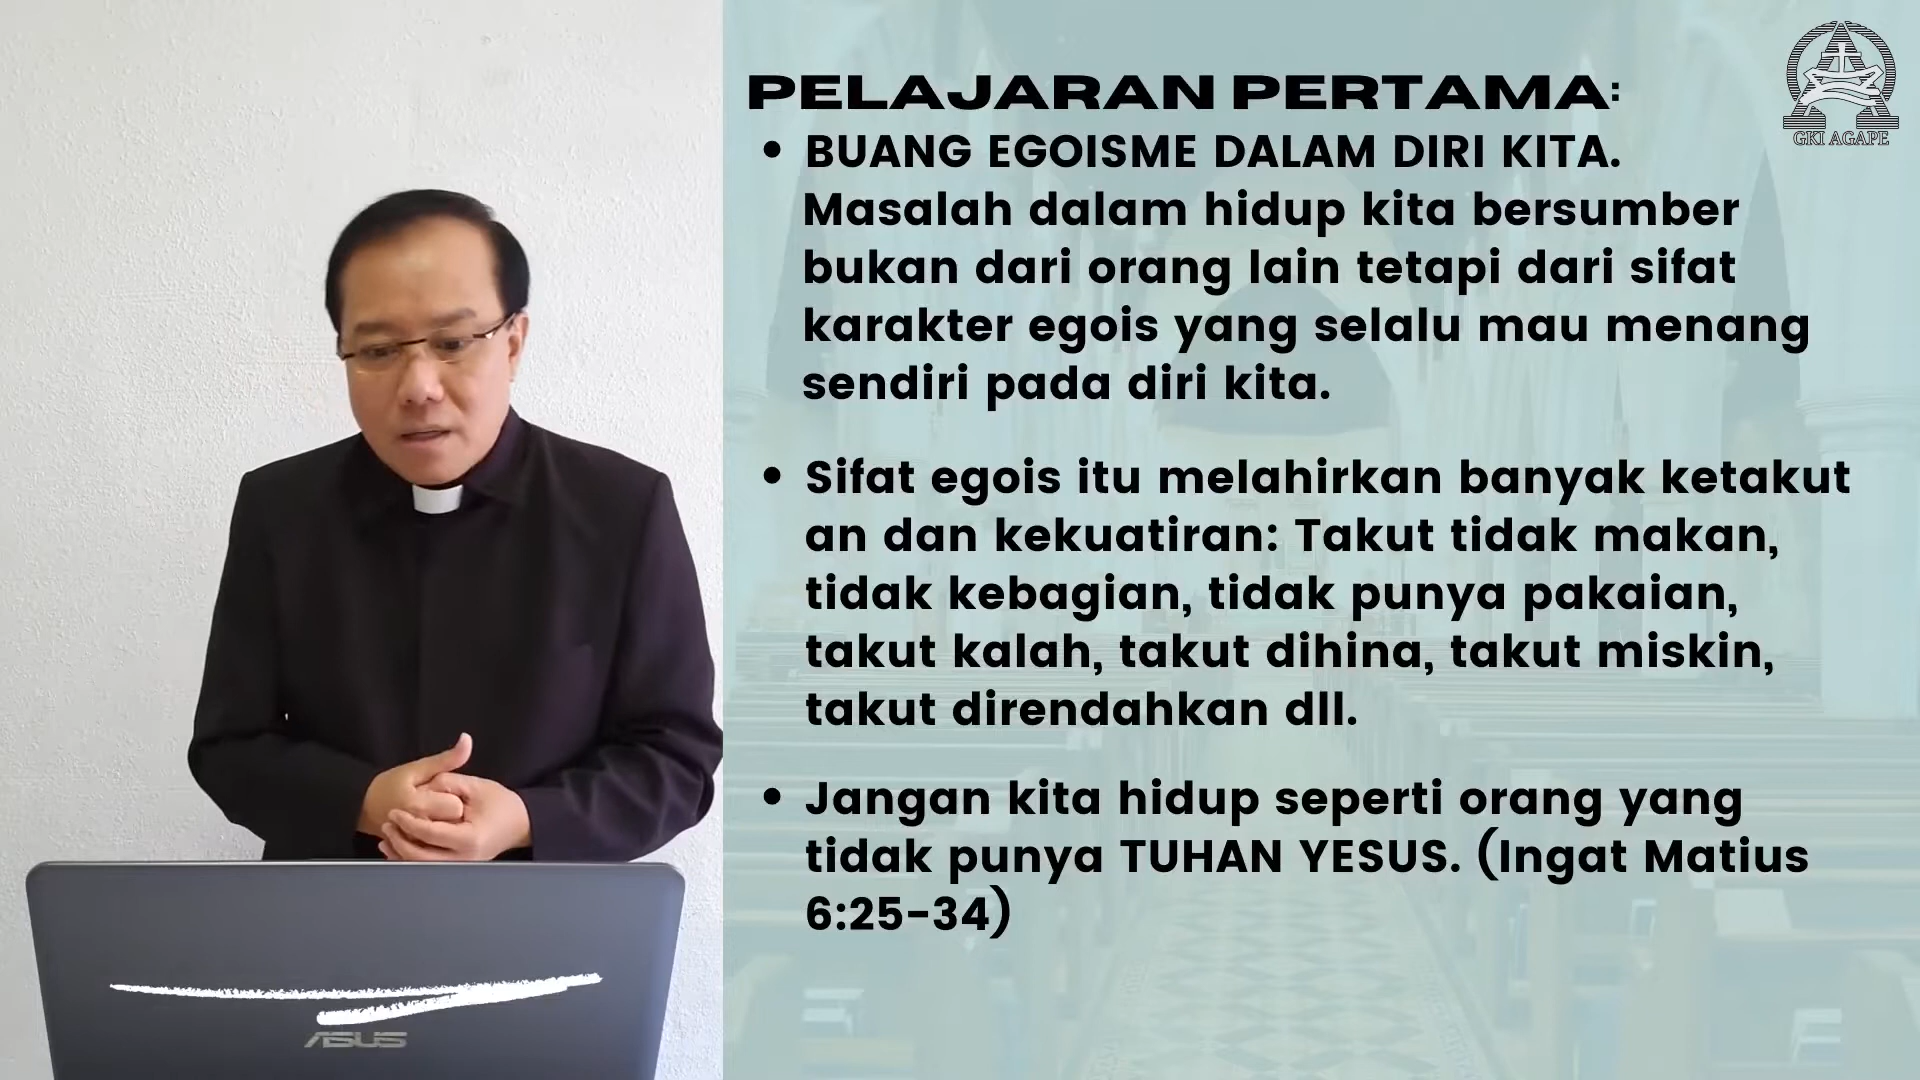 PELAJARAN PERTAMA:
• BUANG EGOISME DALAM DIRI KITA.
Masalah dalam hidup kita bersumber
bukan dari orang lain tetapi dari sifat
karakter egois yang selalu mau menang
sendiri pada diri kita.
• Sifat egois itu melahirkan banyak ketakut
an dan kekuatiran: Takut tidak makan,
tidak kebagian, tidak punya pakaian,
takut kalah, takut dihina, takut miskin,
takut direndahkan dll.
• Jangan kita hidup seperti orang yang
tidak punya TUHAN YESUS. (Ingat Matius
6:25-34)
GKI AGAPE
ASUS